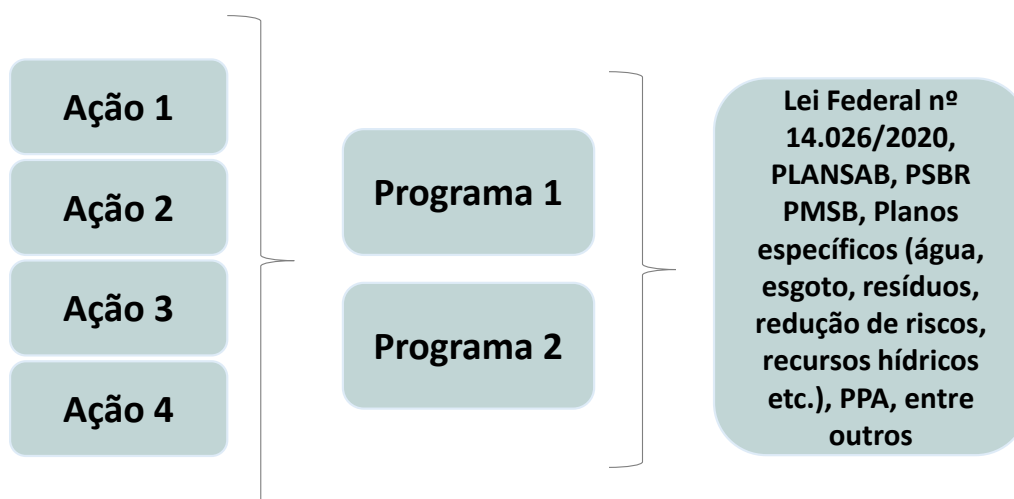 Ação 1
Ação 2
Ação 3
Ação 4
Programa 1
Programa 2
Lei Federal nº
14.026/2020,
PLANSAB, PSBR
PMSB, Planos
específicos (água,
esgoto, resíduos,
redução de riscos,
recursos hídricos
etc.), PPA, entre
outros